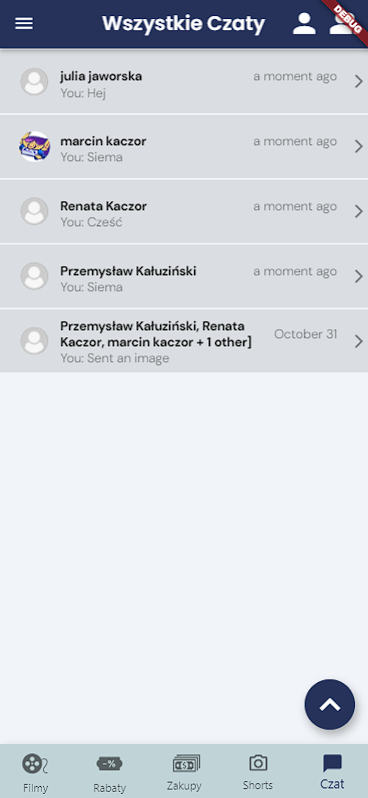 Wszystkie Czaty
DEBUG
julia jaworska
a moment ago
You: Hej
marcin kaczor
a moment ago
You: Siema
Renata Kaczor
a moment ago
You: Cześć
Przemysław Kałuziński
a moment ago
You: Siema
Przemysław Kałuziński, Renata
Kaczor, marcin kaczor + 1 other]
October 31
You: Sent an image
-%
Filmy
Rabaty
Zakupy
Shorts
Czat